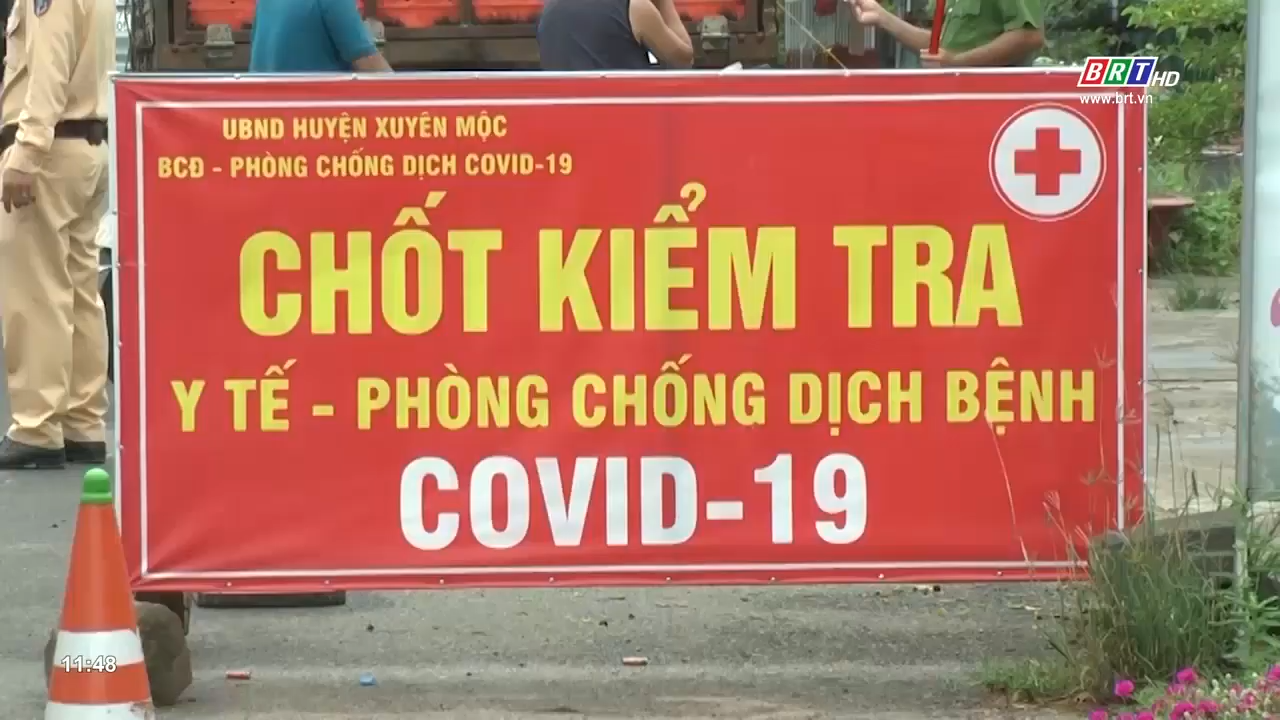 BRT HD
www.brt.vn
UBND HUYỆN XUYÊN MỘC
BCĐ - PHÒNG CHỐNG DỊCH COVID-19
CHỐT KIỂM TRA
Y TẾ - PHÒNG CHỐNG DỊCH BỆNH
COVID-19
11:48